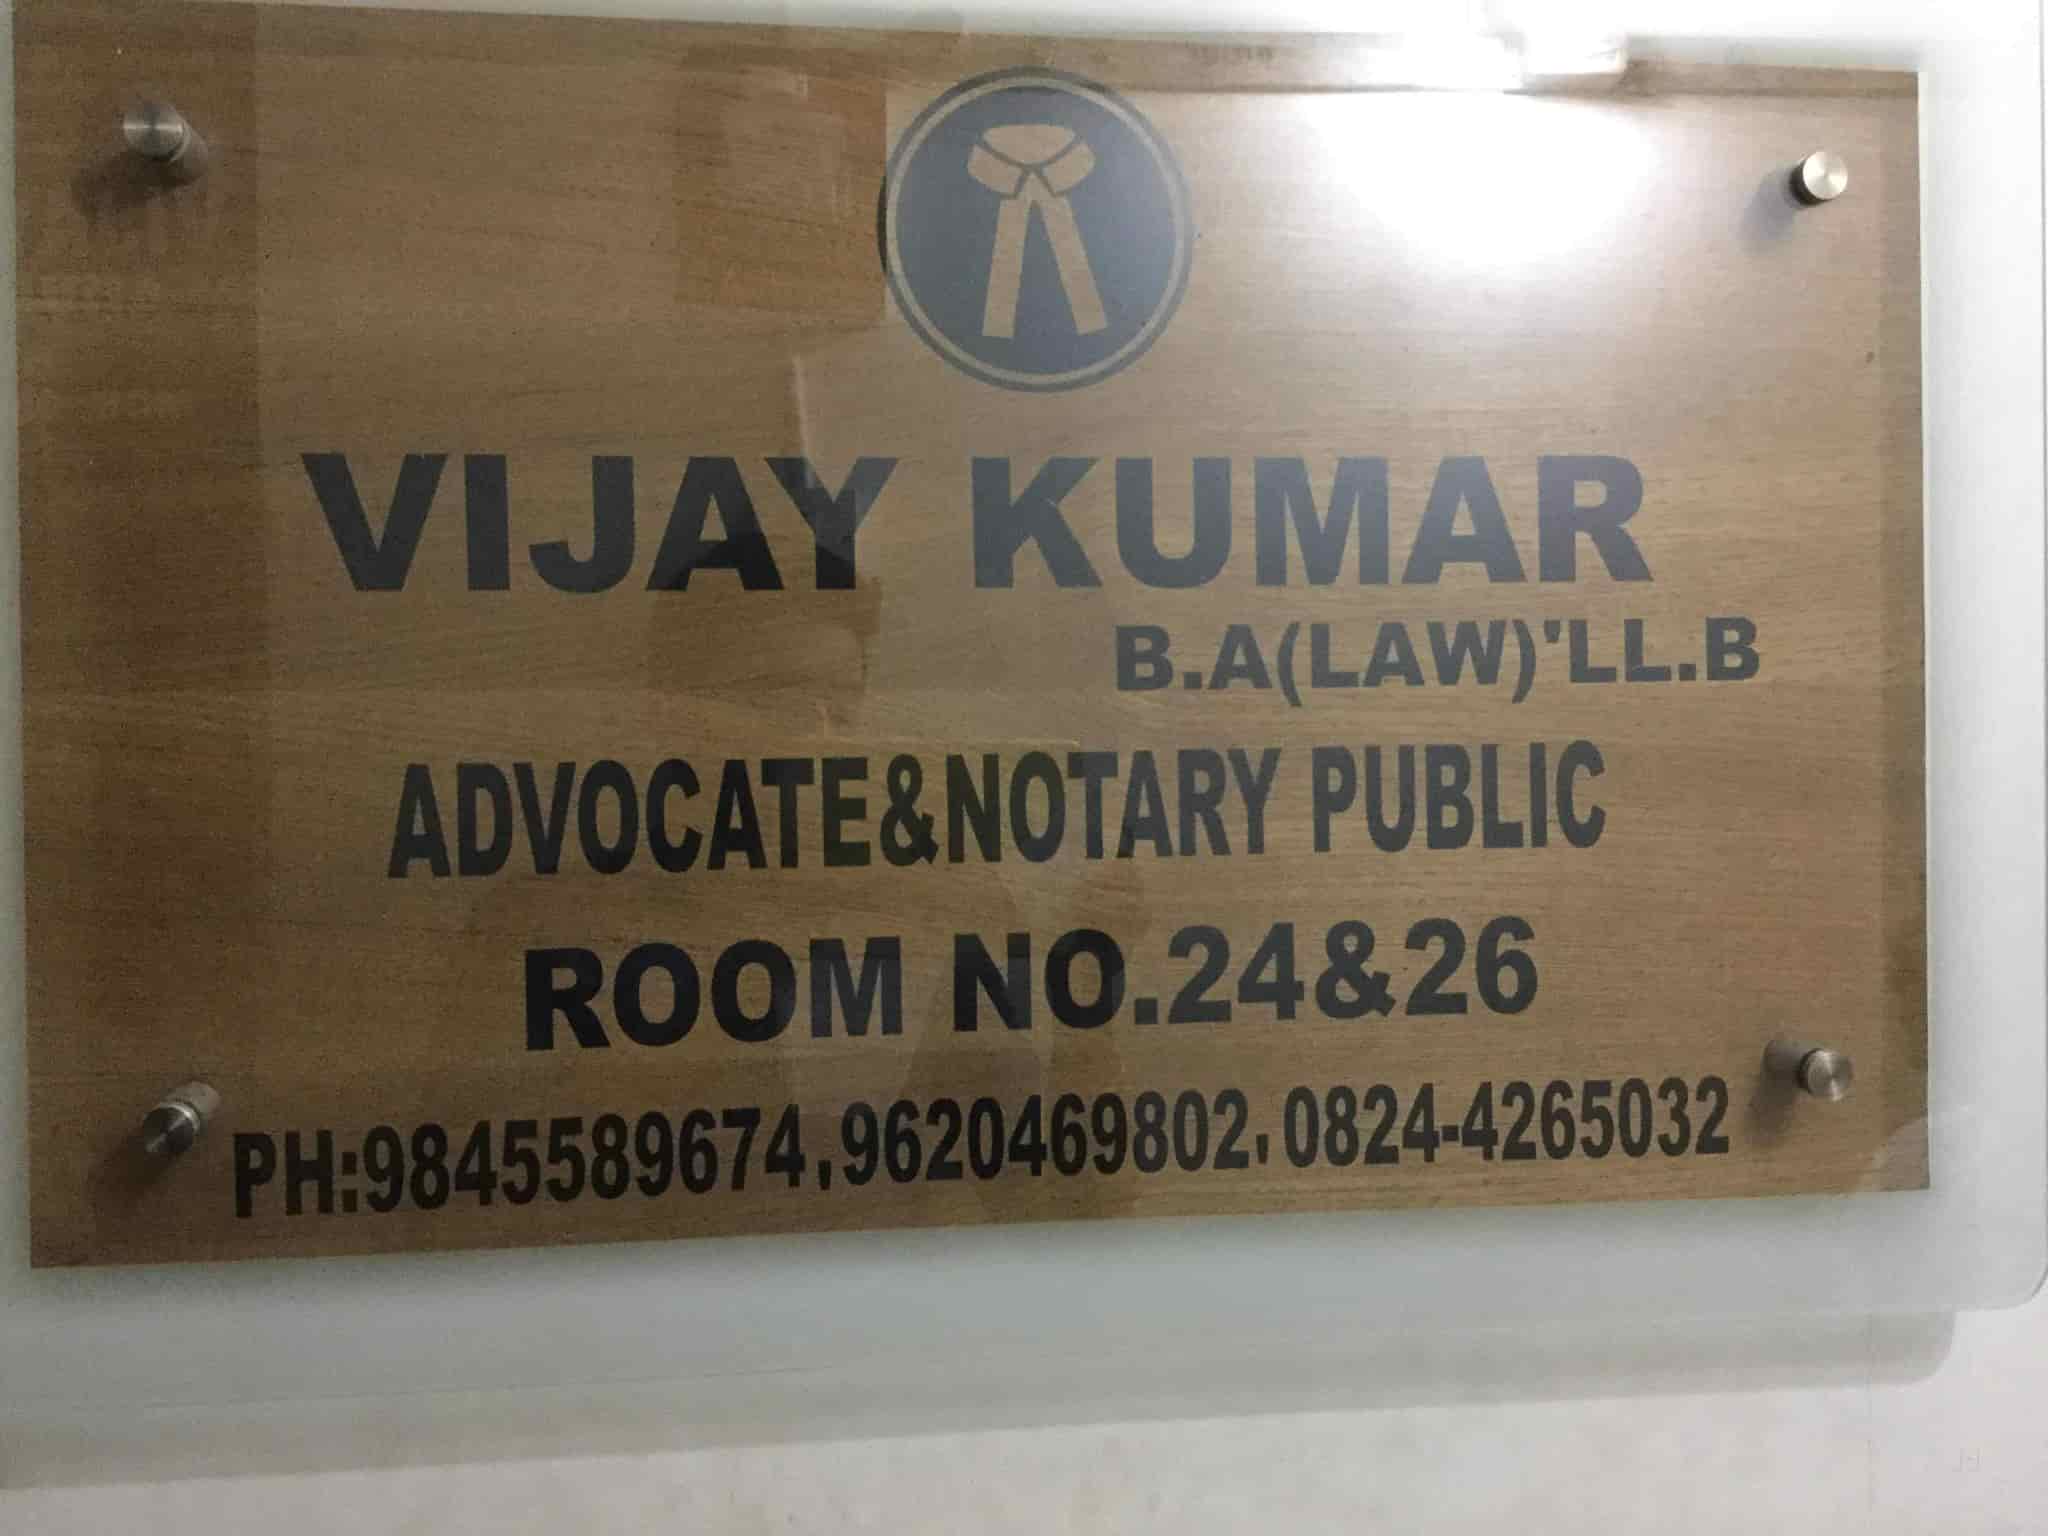 VIJAY KUMAR
B.A(LAW)'LL.B
ADVOCATE&NOTARY PUBLIC
ROOM NO.24&26
PH:9845589674,9620469802,0824-4265032